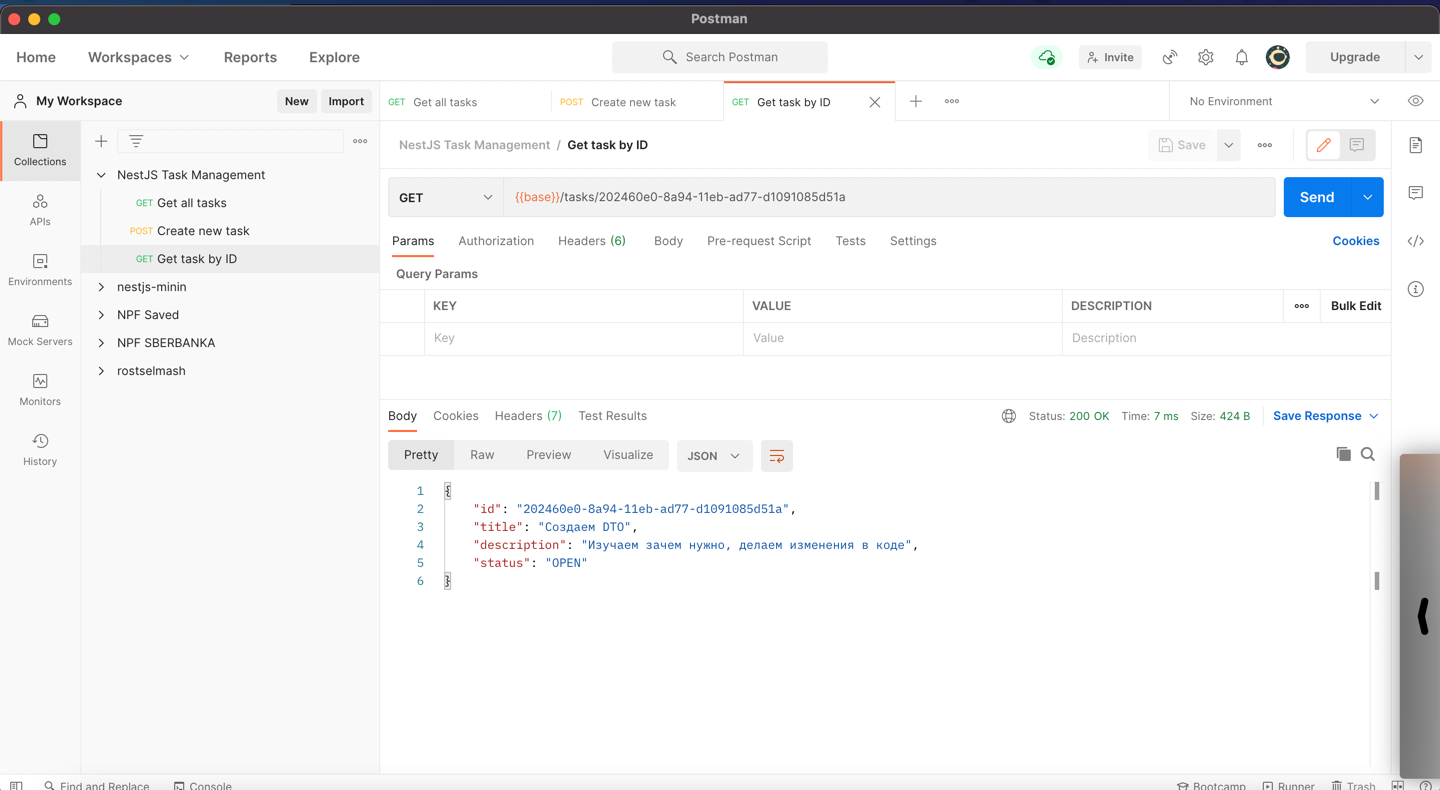 Postman
Home Workspaces Reports Explore Search Postman Invite Upgrade
My Workspace New Import
GET Get all tasks POST Create new task GET Get task by ID No Environment
Collections
APIs
Environments
Mock Servers
Monitors
History
NestJS Task Management
GET Get all tasks
POST Create new task
GET Get task by ID
nestjs-minin
NPF Saved
NPF SBERBANKA
rostselmash
NestJS Task Management / Get task by ID Save
GET {{base}}/tasks/202460e0-8a94-11eb-ad77-d1091085d51a Send
Params Authorization Headers (6) Body Pre-request Script Tests Settings Cookies
Query Params
KEY VALUE DESCRIPTION Bulk Edit
Key Value Description
Body Cookies Headers (7) Test Results Status: 200 OK Time: 7 ms Size: 424 B Save Response
Pretty Raw Preview Visualize JSON
1 {
2 "id": "202460e0-8a94-11eb-ad77-d1091085d51a",
3 "title": "Создаем DTO",
4 "description": "Изучаем зачем нужно, делаем изменения в коде",
5 "status": "OPEN"
6 }
Find and Replace Console Bootcamp Runner Trash